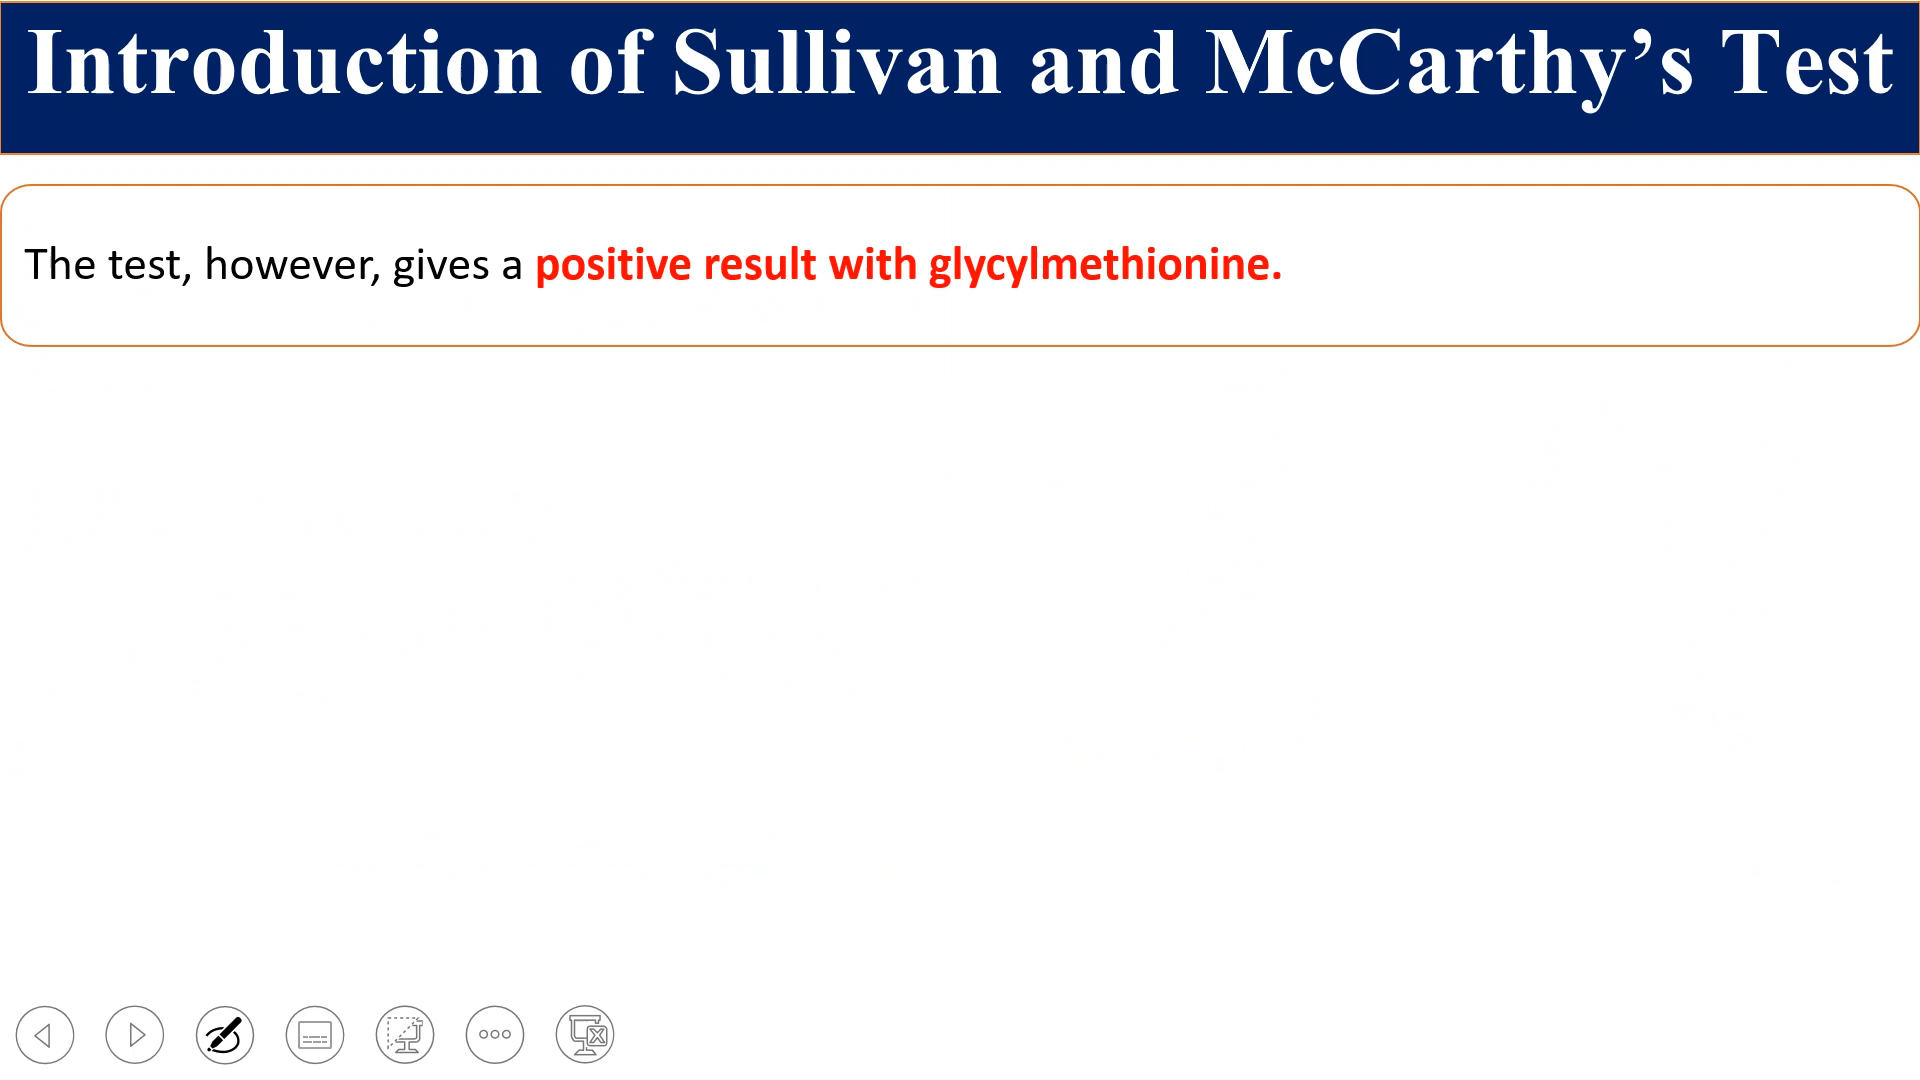 Introduction of Sullivan and McCarthy’s Test
The test, however, gives a positive result with glycylmethionine.